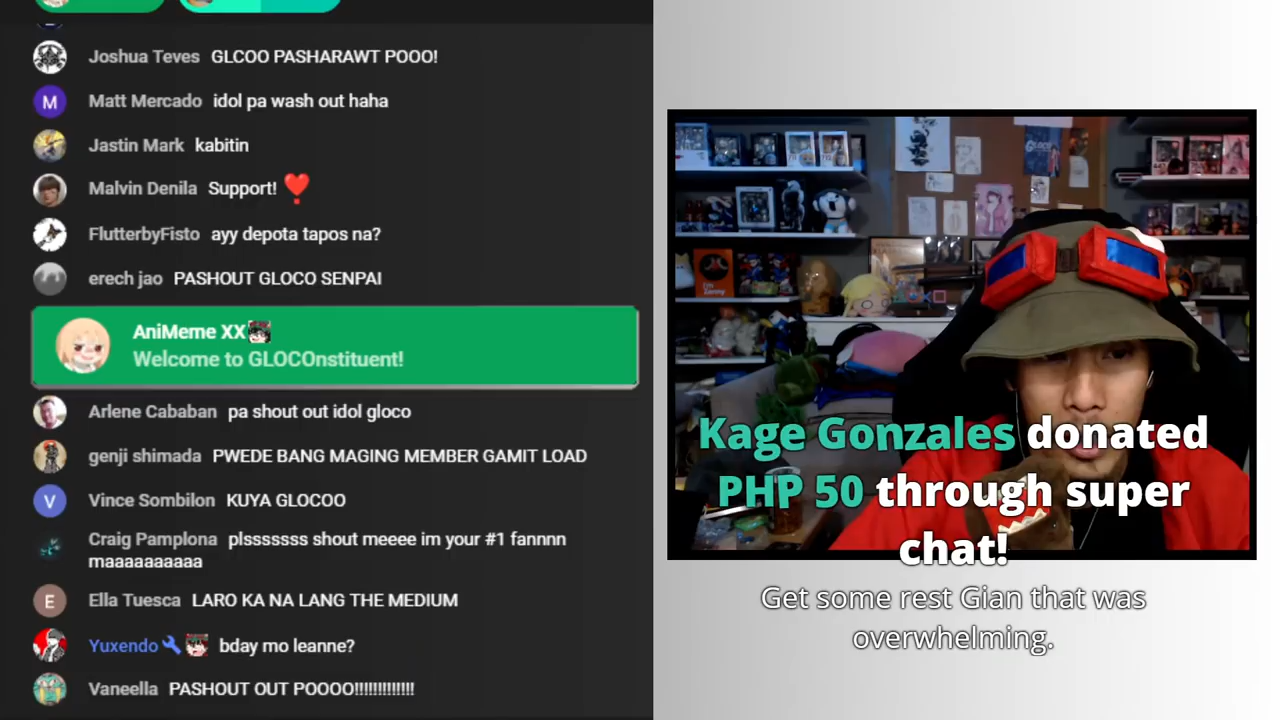 Joshua Teves GLCOO PASHARAWT POOO!
M Matt Mercado idol pa wash out haha
Jastin Mark kabitin
Malvin Denila Support!
FlutterbyFisto ayy depota tapos na?
erech jao PASHOUT GLOCO SENPAI
AniMeme XX
Welcome to GLOCOnstituent!
Arlene Cababan pa shout out idol gloco
genji shimada PWEDE BANG MAGING MEMBER GAMIT LOAD
V Vince Sombilon KUYA GLOCOO
Craig Pamplona plsssssss shout meeee im your #1 fannnn
maaaaaaaaaa
E Ella Tuesca LARO KA NA LANG THE MEDIUM
Yuxendo bday mo leanne?
Vaneella PASHOUT OUT POOOO!!!!!!!!!!!!!
Kage Gonzales donated
PHP 50 through super
chat!
Get some rest Gian that was
overwhelming.